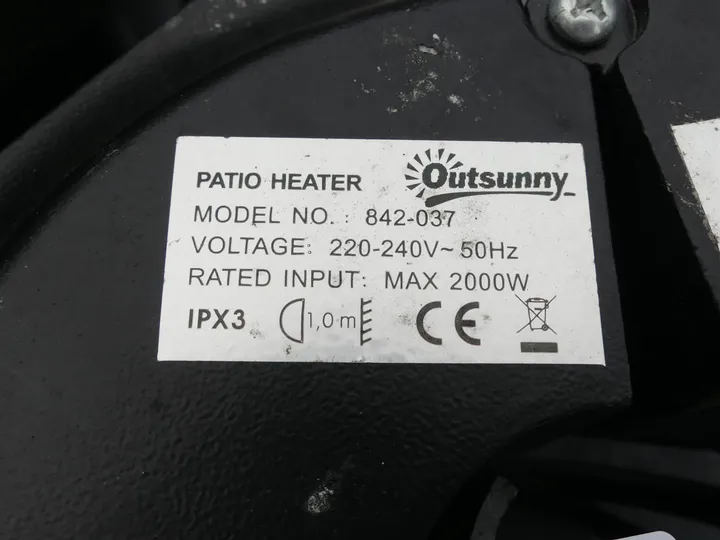 PATIO HEATER Outsunny
MODEL NO. : 842-037
VOLTAGE: 220-240V~ 50Hz
RATED INPUT: MAX 2000W
IPX3 1,0 m CE